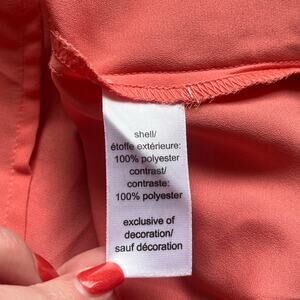 shell/
étoffe extérieure:
100% polyester
contrast/
contraste:
100% polyester
exclusive of
decoration/
sauf décoration